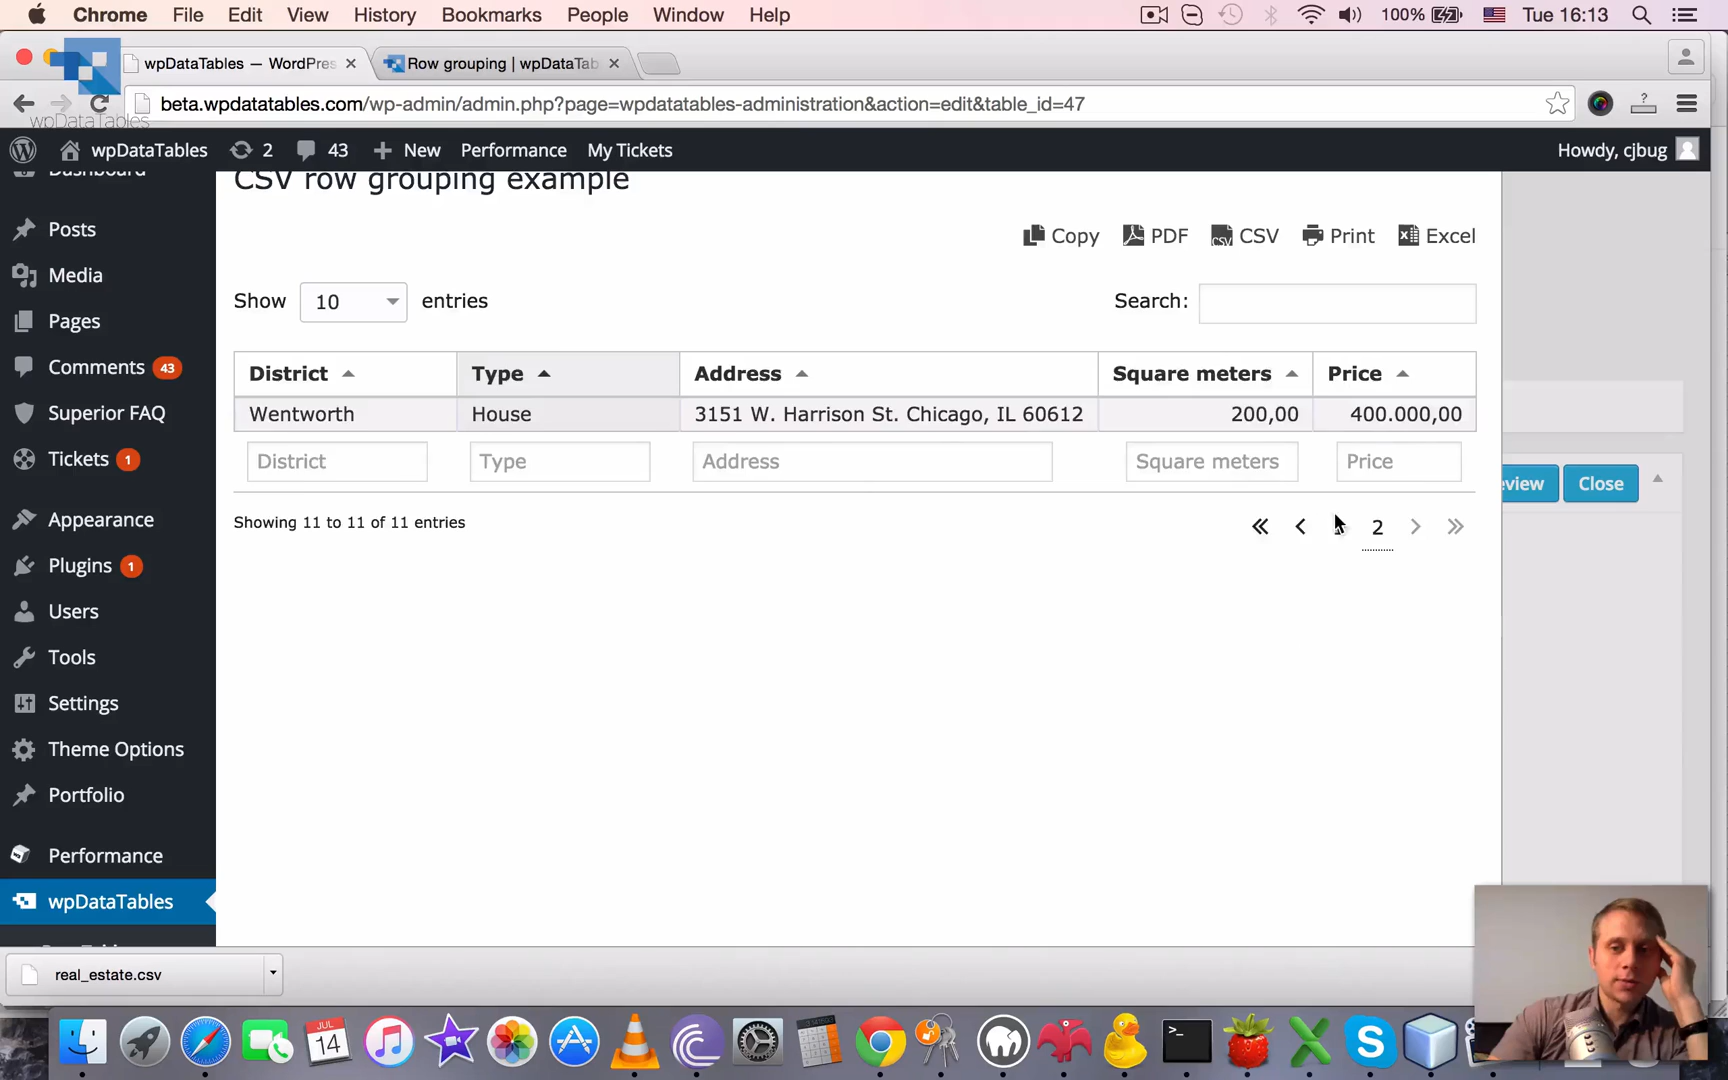 Chrome File Edit View History Bookmarks People Window Help 100% Tue 16:13
wpDataTables — WordPres Row grouping | wpDataTab
beta.wpdatatables.com/wp-admin/admin.php?page=wpdatatables-administration&action=edit&table_id=47
wpDataTables
wpDataTables 2 43 New Performance My Tickets Howdy, cjbug
Dashboard
CSV row grouping example
Posts
Copy PDF CSV Print Excel
Media
Show 10 entries Search:
Pages
Comments 43
District Type Address Square meters Price
Wentworth House 3151 W. Harrison St. Chicago, IL 60612 200,00 400.000,00
Superior FAQ
Tickets 1
District Type Address Square meters Price
eview Close
Showing 11 to 11 of 11 entries « ‹ 2 › »
Appearance
Plugins 1
Users
Tools
Settings
Theme Options
Portfolio
Performance
wpDataTables
real_estate.csv
JUL
14